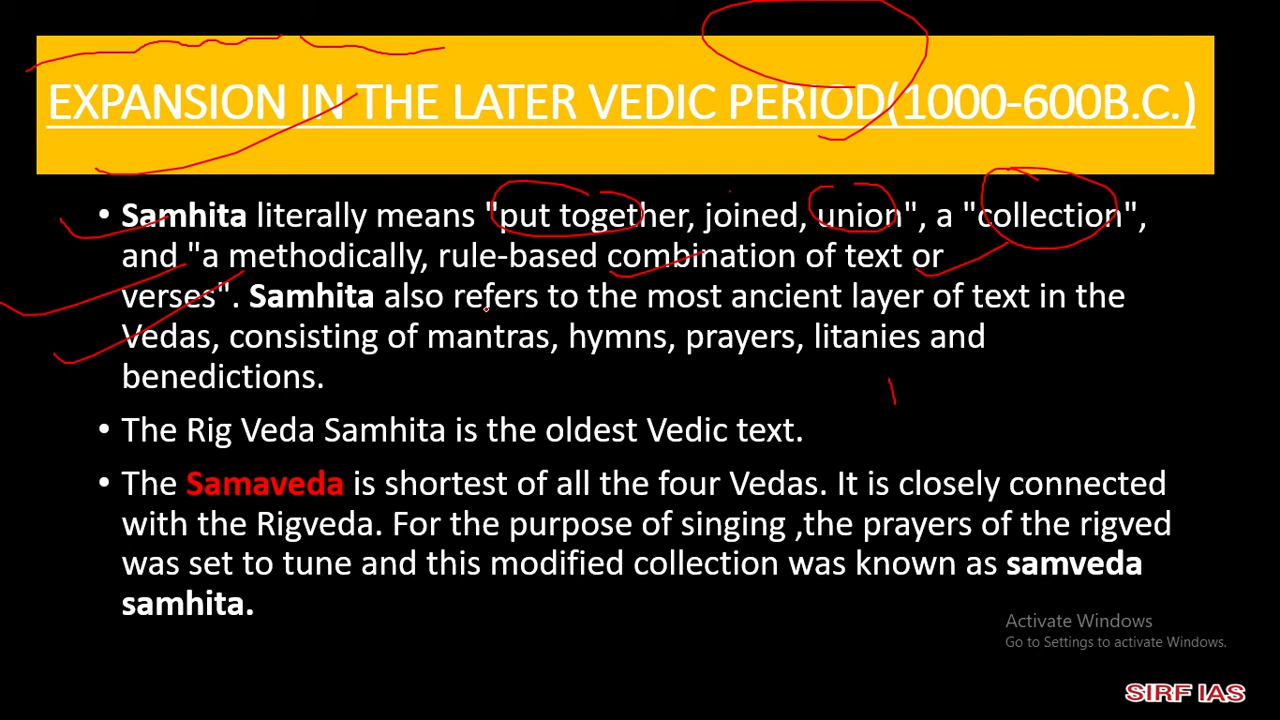 EXPANSION IN THE LATER VEDIC PERIOD(1000-600B.C.)
• Samhita literally means "put together, joined, union", a "collection",
and "a methodically, rule-based combination of text or
verses". Samhita also refers to the most ancient layer of text in the
Vedas, consisting of mantras, hymns, prayers, litanies and
benedictions.
• The Rig Veda Samhita is the oldest Vedic text.
• The Samaveda is shortest of all the four Vedas. It is closely connected
with the Rigveda. For the purpose of singing ,the prayers of the rigved
was set to tune and this modified collection was known as samveda
samhita.
Activate Windows
Go to Settings to activate Windows.
SIRF IAS